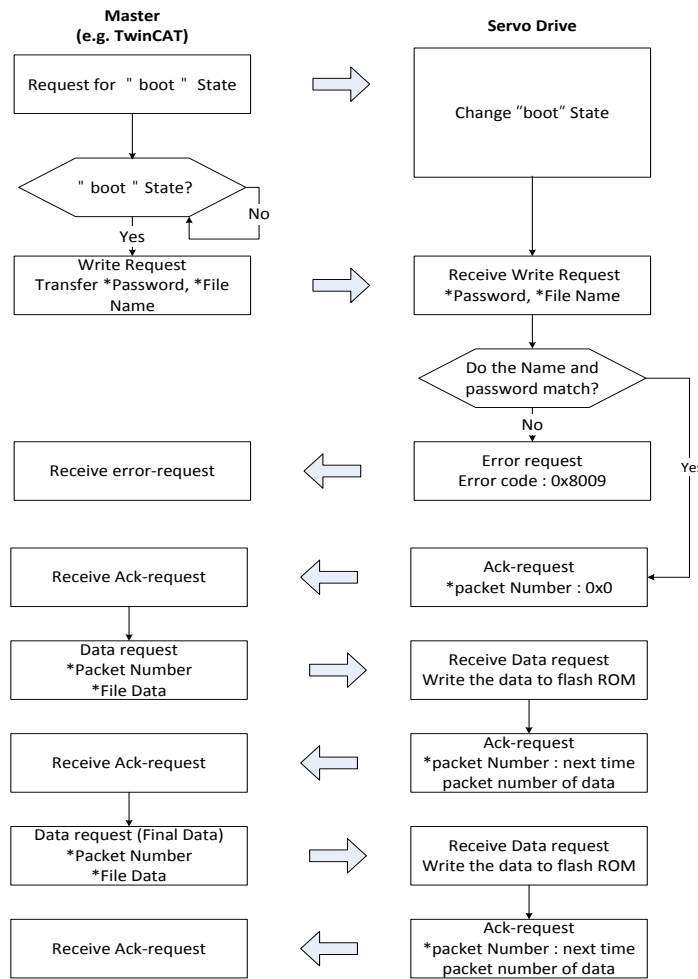 Master
(e.g. TwinCAT)
Servo Drive
Request for " boot " State
Change "boot" State
" boot " State?
No
Yes
Write Request
Transfer *Password, *File
Name
Receive Write Request
*Password, *File Name
Do the Name and
password match?
No
Yes
Receive error-request
Error request
Error code : 0x8009
Receive Ack-request
Ack-request
*packet Number : 0x0
Data request
*Packet Number
*File Data
Receive Data request
Write the data to flash ROM
Receive Ack-request
Ack-request
*packet Number : next time
packet number of data
Data request (Final Data)
*Packet Number
*File Data
Receive Data request
Write the data to flash ROM
Receive Ack-request
Ack-request
*packet Number : next time
packet number of data